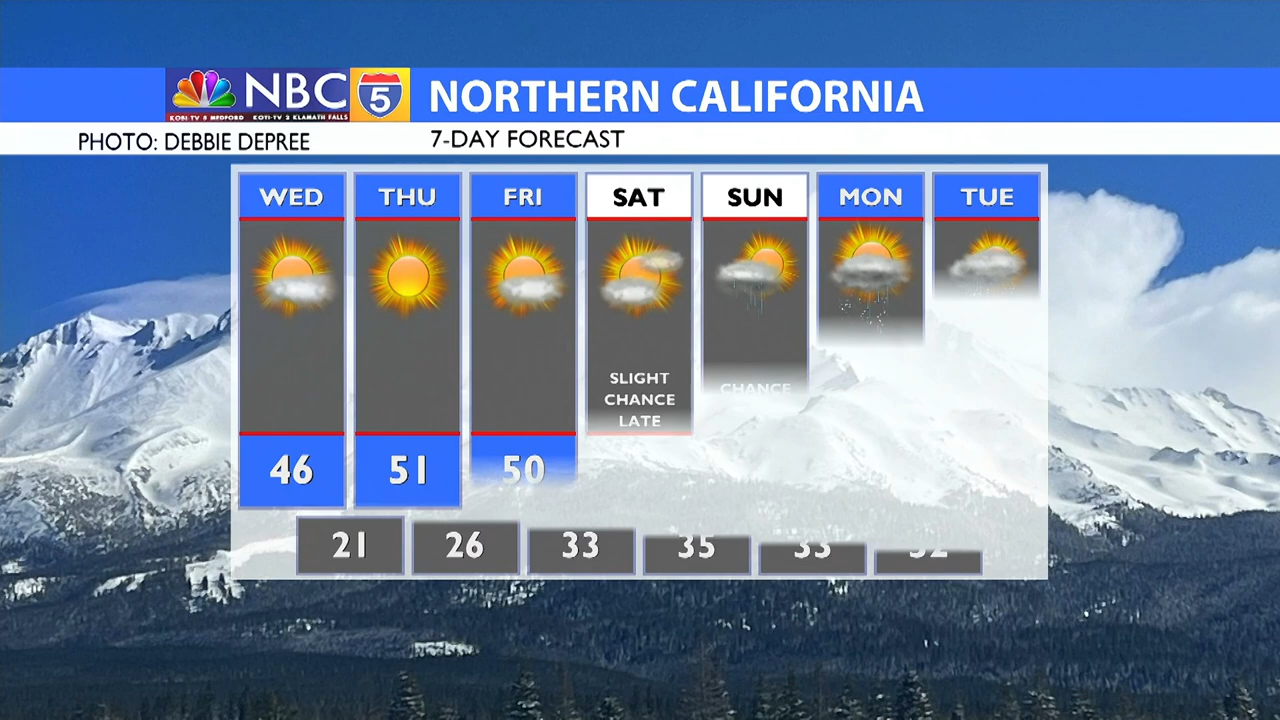 NBC 5
KOBI-TV 5 MEDFORD KOTI-TV 2 KLAMATH FALLS
NORTHERN CALIFORNIA
PHOTO: DEBBIE DEPREE
7-DAY FORECAST
WED THU FRI SAT SUN MON TUE
SLIGHT
CHANCE
LATE
CHANCE
46 51 50
21 26 33 35 33